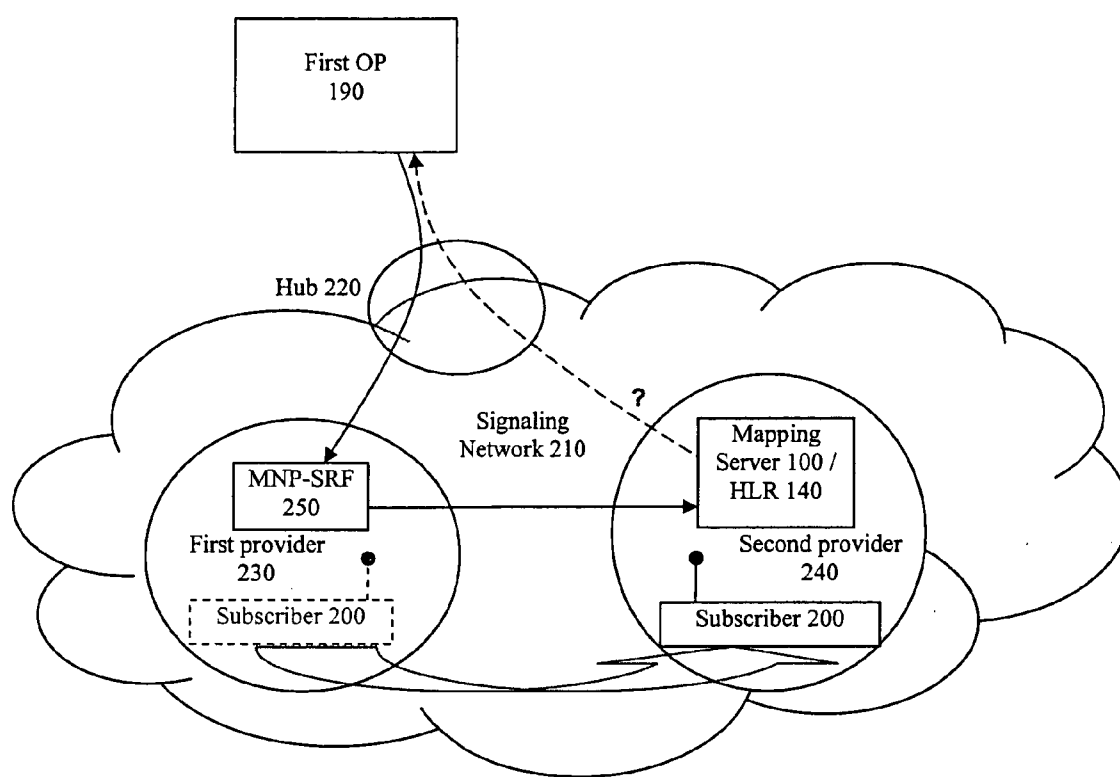 First OP
190
Hub 220
?
Signaling
Network 210
Mapping
Server 100 /
HLR 140
MNP-SRF
250
First provider
230
Second provider
240
Subscriber 200
Subscriber 200